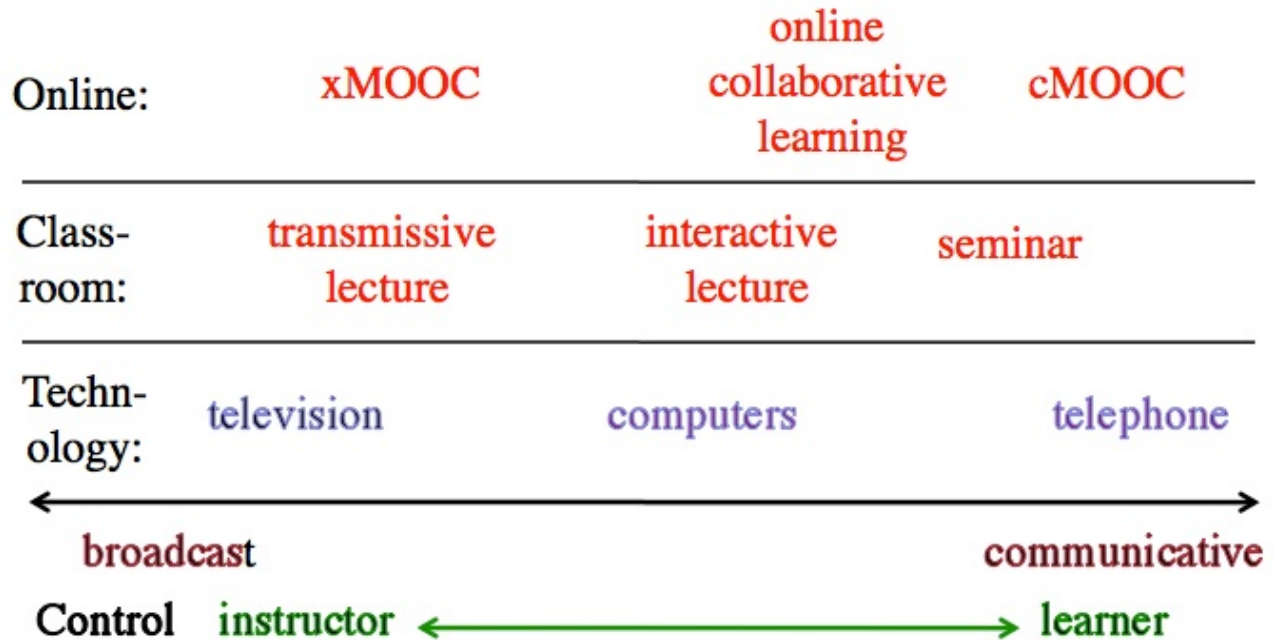 online
Online: xMOOC collaborative cMOOC
learning
Class- transmissive interactive seminar
room: lecture lecture
Techn- television computers telephone
ology:
broadcast communicative
Control instructor learner